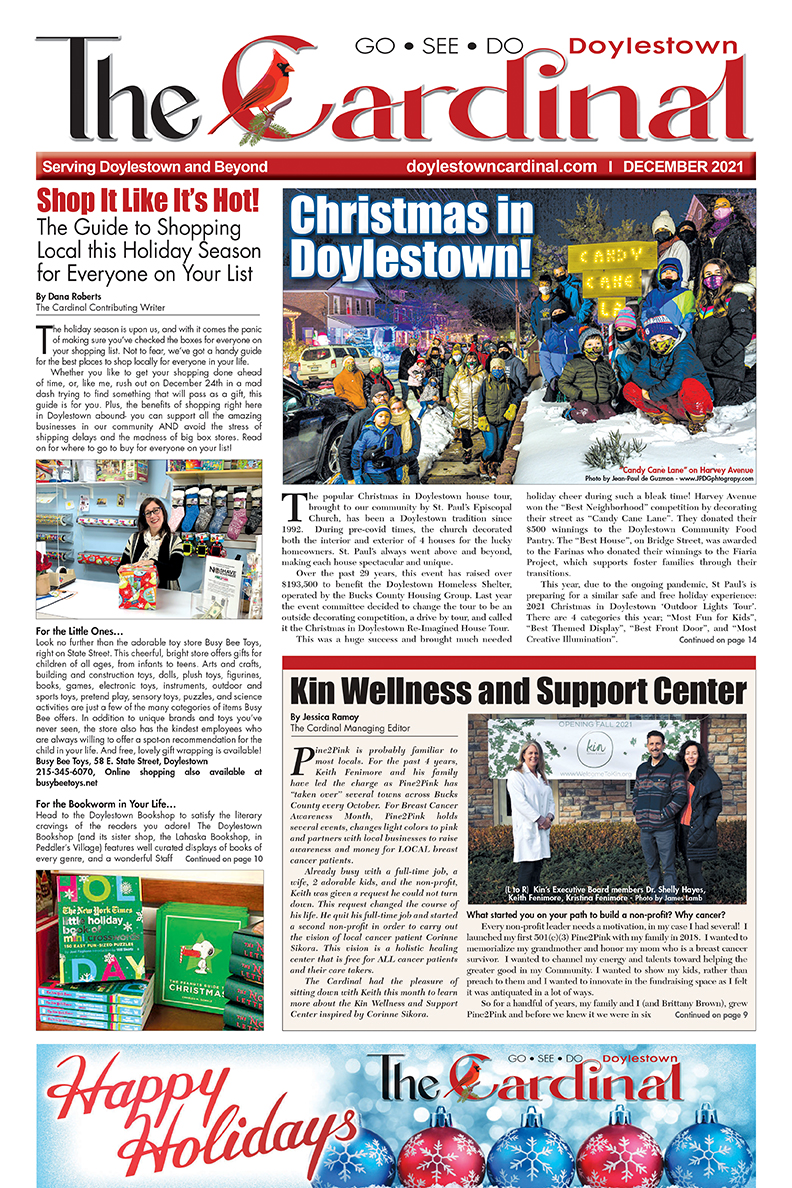 GO • SEE • DO Doylestown
The Cardinal
Serving Doylestown and Beyond doylestowncardinal.com I DECEMBER 2021
Shop It Like It's Hot!
The Guide to Shopping
Local this Holiday Season
for Everyone on Your List
By Dana Roberts
The Cardinal Contributing Writer
The holiday season is upon us, and with it comes the panic
of making sure you've checked the boxes for everyone on
your shopping list. Not to fear, we've got a handy guide
for the best places to shop locally for everyone in your life.
Whether you like to get your shopping done ahead
of time, or, like me, rush out on December 24th in a mad
dash trying to find something that will pass as a gift, this
guide is for you. Plus, the benefits of shopping right here
in Doylestown abound- you can support all the amazing
businesses in our community AND avoid the stress of
shipping delays and the madness of big box stores. Read
on for where to go to buy for everyone on your list!
For the Little Ones…
Look no further than the adorable toy store Busy Bee Toys,
right on State Street. This cheerful, bright store offers gifts for
children of all ages, from infants to teens. Arts and crafts,
building and construction toys, dolls, plush toys, figurines,
books, games, electronic toys, instruments, outdoor and
sports toys, pretend play, sensory toys, puzzles, and science
activities are just a few of the many categories of items Busy
Bee offers. In addition to unique brands and toys you've
never seen, the store also has the kindest employees who
are always willing to offer a spot-on recommendation for the
child in your life. And free, lovely gift wrapping is available!
Busy Bee Toys, 58 E. State Street, Doylestown
215-345-6070, Online shopping also available at
busybeetoys.net
For the Bookworm in Your Life…
Head to the Doylestown Bookshop to satisfy the literary
cravings of the readers you adore! The Doylestown
Bookshop (and its sister shop, the Lahaska Bookshop, in
Peddler's Village) features well curated displays of books of
every genre, and a wonderful Staff Continued on page 10
HOL
The New York Times
little holiday
book of
mini crosswords
150 EASY FUN-SIZED PUZZLES
DAY
THE PEANUTS GUIDE TO
CHRISTMAS
CHARLES M. SCHULZ
Christmas in
Doylestown!
CANDY
CANE
LA
"Candy Cane Lane" on Harvey Avenue
Photo by Jean-Paul de Guzman - www.JPDGphtograpy.com
The popular Christmas in Doylestown house tour,
brought to our community by St. Paul's Episcopal
Church, has been a Doylestown tradition since
1992.
During pre-covid times, the church decorated
both the interior and exterior of 4 houses for the lucky
homeowners. St. Paul's always went above and beyond,
making each house spectacular and unique.
Over the past 29 years, this event has raised over
$193,500 to benefit the Doylestown Homeless Shelter,
operated by the Bucks County Housing Group. Last year
the event committee decided to change the tour to be an
outside decorating competition, a drive by tour, and called
it the Christmas in Doylestown Re-Imagined House Tour.
This was a huge success and brought much needed
holiday cheer during such a bleak time! Harvey Avenue
won the "Best Neighborhood" competition by decorating
their street as "Candy Cane Lane". They donated their
$500 winnings to the Doylestown Community Food
Pantry. The "Best House", on Bridge Street, was awarded
to the Farinas who donated their winnings to the Fiaria
Project, which supports foster families through their
transitions.
This year, due to the ongoing pandemic, St Paul's is
preparing for a similar safe and free holiday experience:
2021 Christmas in Doylestown 'Outdoor Lights Tour'.
There are 4 categories this year; "Most Fun for Kids",
"Best Themed Display", "Best Front Door", and "Most
Creative Illumination". Continued on page 14
Kin Wellness and Support Center
By Jessica Ramay
The Cardinal Managing Editor
Pine2Pink is probably familiar to
most locals. For the past 4 years,
Keith Fenimore and his family
have led the charge as Pine2Pink has
"taken over" several towns across Bucks
County every October. For Breast Cancer
Awareness Month, Pine2Pink holds
several events, changes light colors to pink
and partners with local businesses to raise
awareness and money for LOCAL breast
cancer patients.
Already busy with a full-time job, a
wife, 2 adorable kids, and the non-profit,
Keith was given a request he could not turn
down. This request changed the course of
his life. He quit his full-time job and started
a second non-profit in order to carry out
the vision of local cancer patient Corinne
Sikora. This vision is a holistic healing
center that is free for ALL cancer patients
and their care takers.
The Cardinal had the pleasure of
sitting down with Keith this month to learn
more about the Kin Wellness and Support
Center inspired by Corinne Sikora.
OPENING FALL 2021
kin
www.WelcomeToKin.org
(L to R) Kin's Executive Board members Dr. Shelly Hayes,
Keith Fenimore, Kristina Fenimore - Photo by James Lamb
What started you on your path to build a non-profit? Why cancer?
Every non-profit leader needs a motivation, in my case I had several! I
launched my first 501(c)(3) Pine2Pink with my family in 2018. I wanted to
memorialize my grandmother and honor my mom who is a breast cancer
survivor. I wanted to channel my energy and talents toward helping the
greater good in my Community. I wanted to show my kids, rather than
preach to them and I wanted to innovate in the fundraising space as I felt
it was antiquated in a lot of ways.
So for a handful of years, my family and I (and Brittany Brown), grew
Pine2Pink and before we knew it we were in six Continued on page 9
Happy
Holidays
GO • SEE • DO Doylestown
The Cardinal